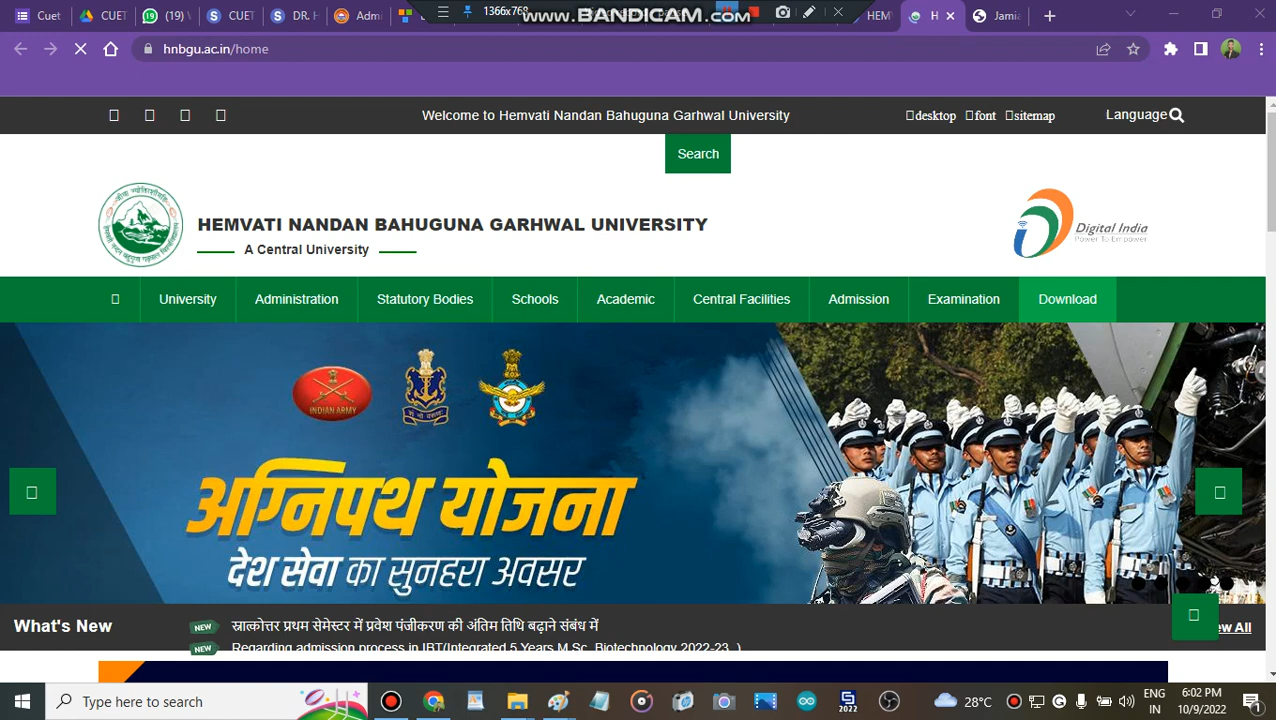 Cuet
CUET
(19)
CUET
DR.
Admi
1366x768
www.BANDICAM.com
HEM
H
Jami
hnbgu.ac.in/home
Welcome to Hemvati Nandan Bahuguna Garhwal University
desktop font sitemap
Language
Search
HEMVATI NANDAN BAHUGUNA GARHWAL UNIVERSITY
A Central University
Digital India
Power To Empower
University Administration Statutory Bodies Schools Academic Central Facilities Admission Examination Download
INDIAN ARMY
अग्निपथ योजना
देश सेवा का सुनहरा अवसर
What's New
NEW स्नात्कोत्तर प्रथम सेमेस्टर में प्रवेश पंजीकरण की अंतिम तिथि बढ़ाने संबंध में
ew All
NEW Regarding admission process in IBT(Integrated 5 Years M.Sc. Biotechnology 2022-23 )
Type here to search
2022
28°C
ENG
IN
6:02 PM
10/9/2022
1